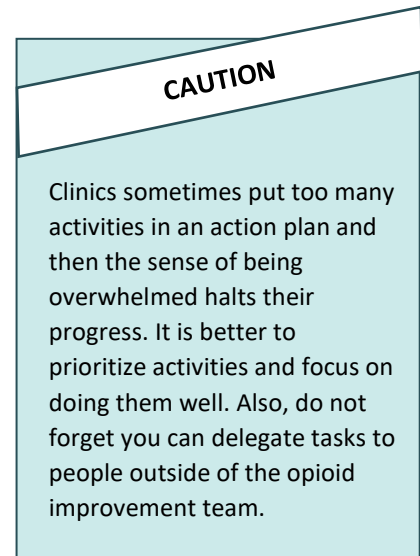 CAUTION
Clinics sometimes put too many
activities in an action plan and
then the sense of being
overwhelmed halts their
progress. It is better to
prioritize activities and focus on
doing them well. Also, do not
forget you can delegate tasks to
people outside of the opioid
improvement team.